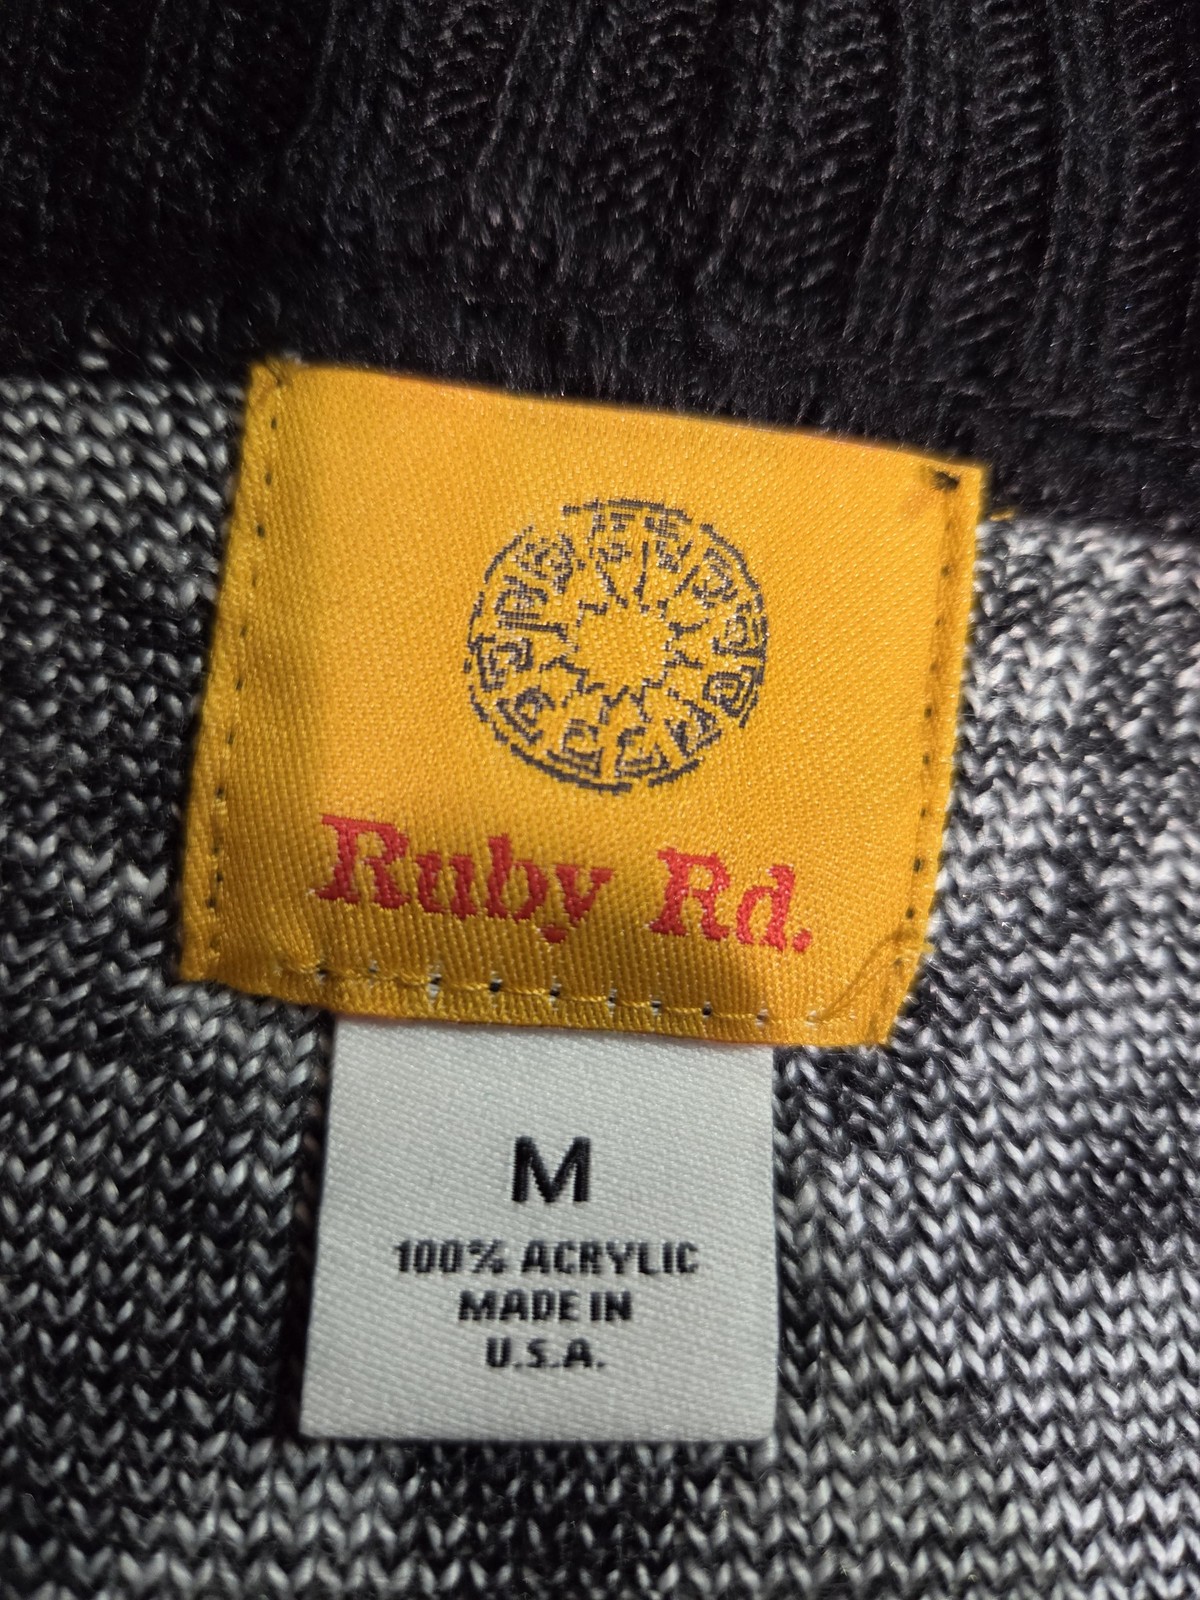 Ruby Rd.
M
100% ACRYLIC
MADE IN
U.S.A.